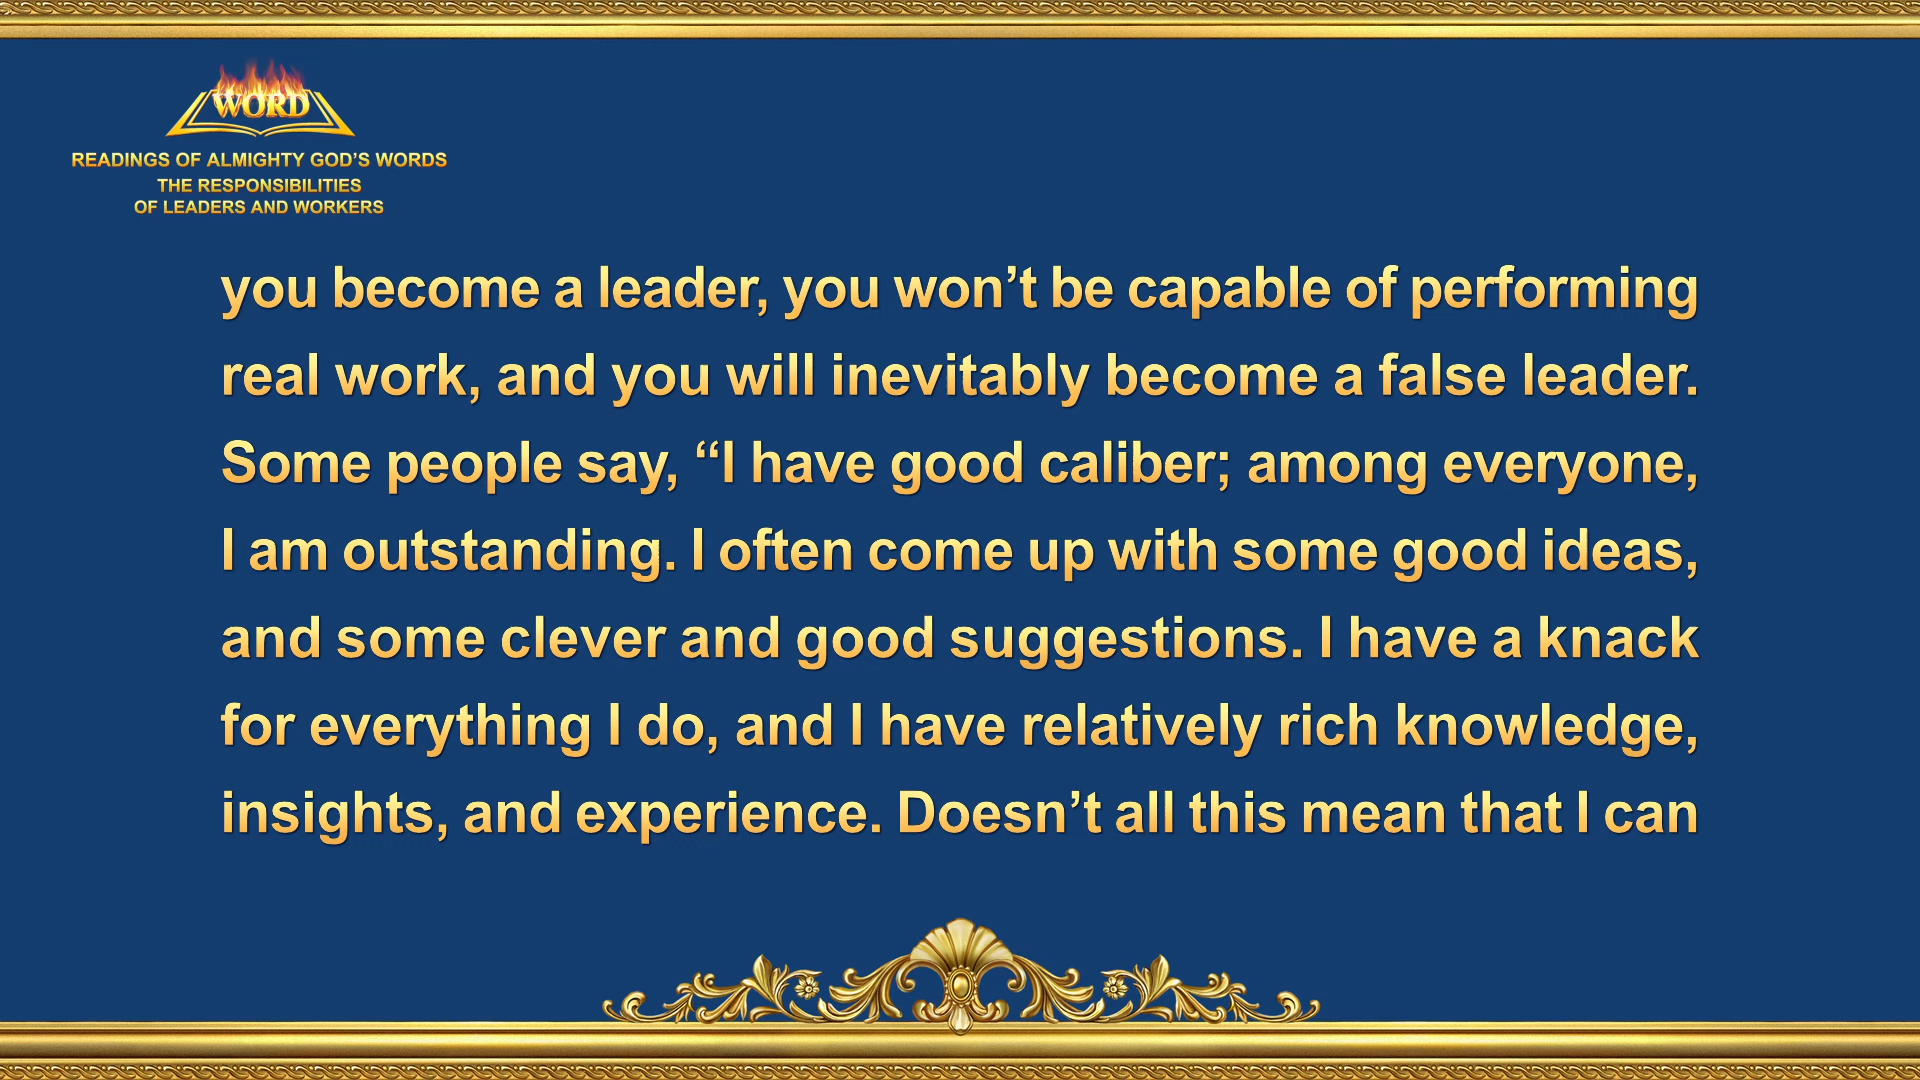 WORD
READINGS OF ALMIGHTY GOD’S WORDS
THE RESPONSIBILITIES
OF LEADERS AND WORKERS
you become a leader, you won’t be capable of performing
real work, and you will inevitably become a false leader.
Some people say, “I have good caliber; among everyone,
I am outstanding. I often come up with some good ideas,
and some clever and good suggestions. I have a knack
for everything I do, and I have relatively rich knowledge,
insights, and experience. Doesn’t all this mean that I can